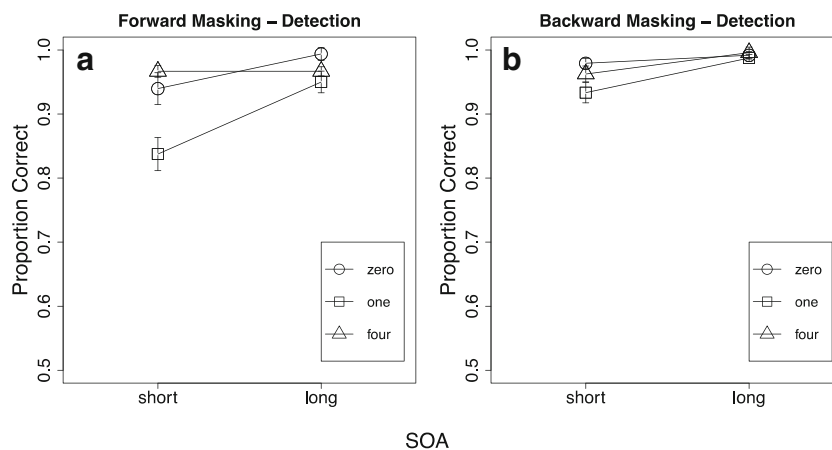 Forward Masking – Detection
a
Proportion Correct
1.0
0.9
0.8
0.7
0.6
0.5
zero
one
four
short
long
Backward Masking – Detection
b
Proportion Correct
1.0
0.9
0.8
0.7
0.6
0.5
zero
one
four
short
long
SOA